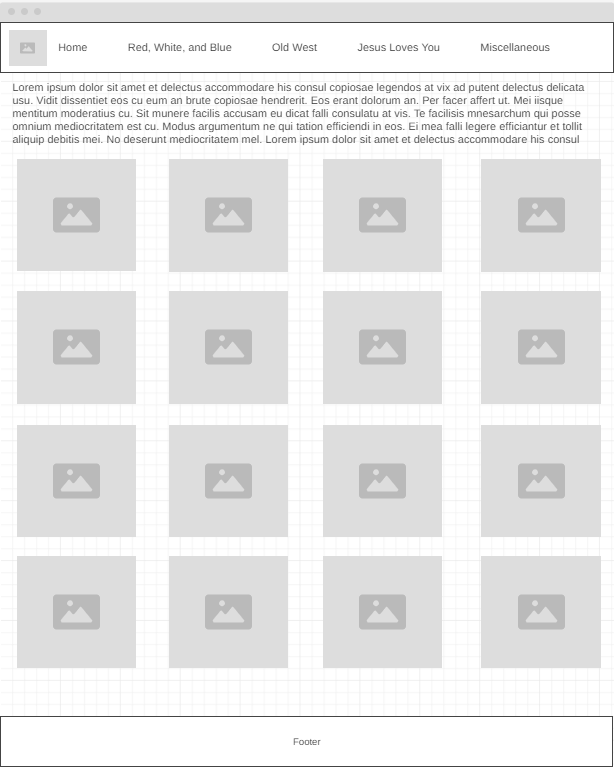 Home Red, White, and Blue Old West Jesus Loves You Miscellaneous
Lorem ipsum dolor sit amet et delectus accommodare his consul copiosae legendos at vix ad putent delectus delicata
usu. Vidit dissentiet eos cu eum an brute copiosae hendrerit. Eos erant dolorum an. Per facer affert ut. Mei iisque
mentitum moderatius cu. Sit munere facilis accusam eu dicat falli consulatu at vis. Te facilisis mnesarchum qui posse
omnium mediocritatem est cu. Modus argumentum ne qui tation efficiendi in eos. Ei mea falli legere efficiantur et tollit
aliquip debitis mei. No deserunt mediocritatem mel. Lorem ipsum dolor sit amet et delectus accommodare his consul
Footer